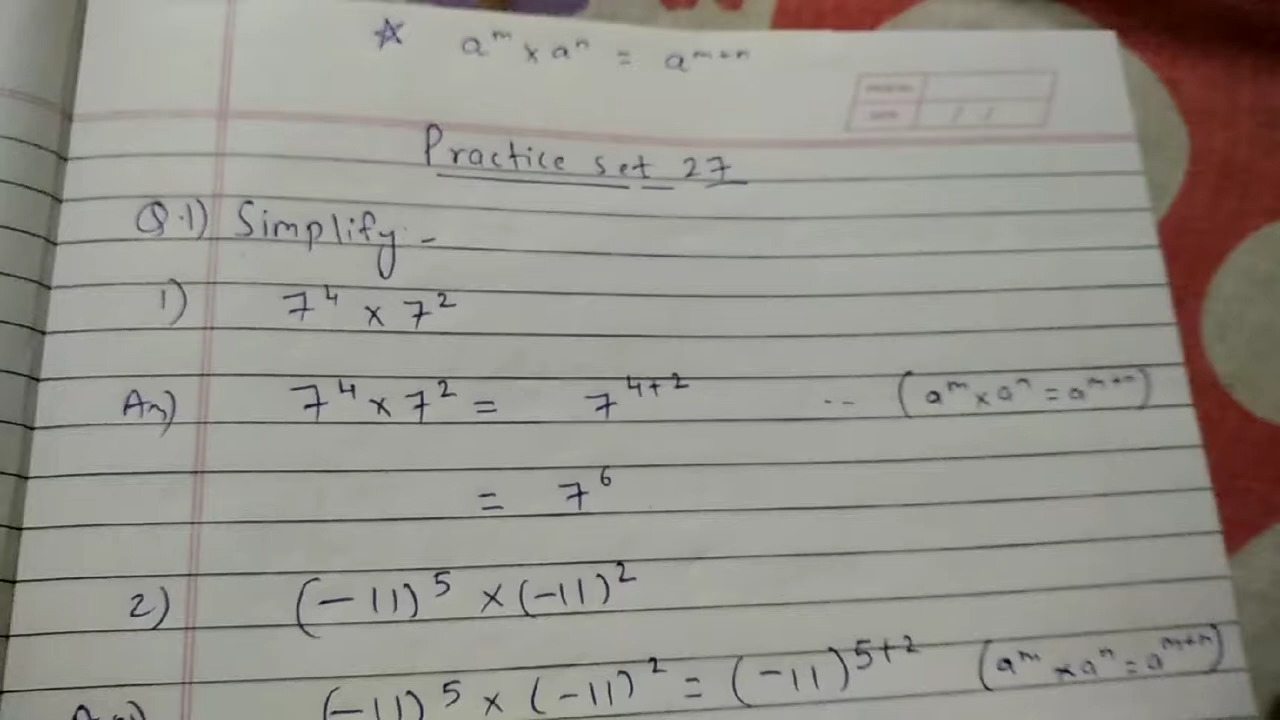 ☆ aᵐ × aⁿ = aᵐ⁺ⁿ
Practice set 27
Q.1) Simplify -
1) 7⁴ × 7²
Ans) 7⁴ × 7² = 7⁴⁺² .. (aᵐ × aⁿ = aᵐ⁺ⁿ)
= 7⁶
2) (-11)⁵ × (-11)²
Ans) (-11)⁵ × (-11)² = (-11)⁵⁺² (aᵐ × aⁿ = aᵐ⁺ⁿ)